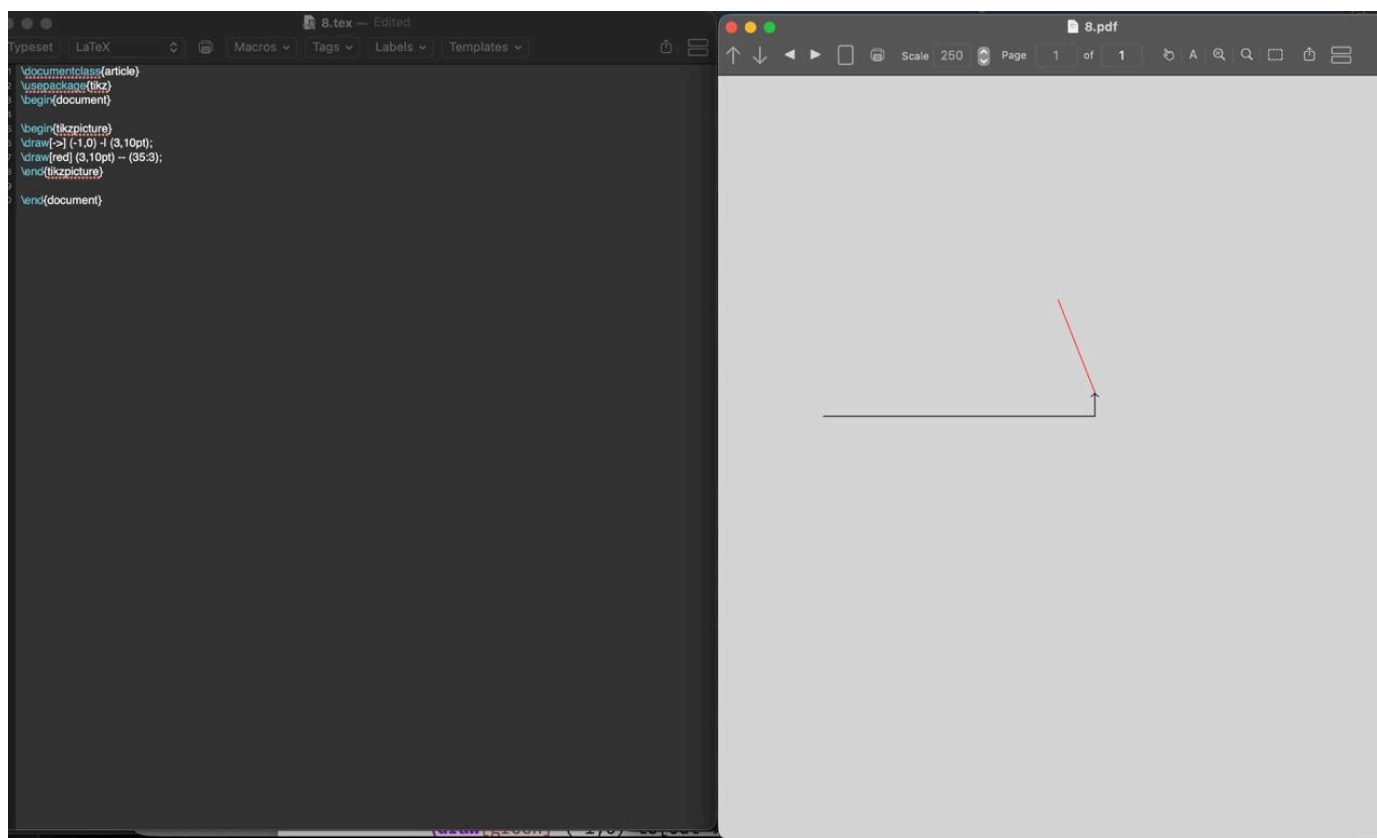 8.tex — Edited
Typeset LaTeX Macros Tags Labels Templates
\documentclass{article}
\usepackage{tikz}
\begin{document}
\begin{tikzpicture}
\draw[->] (-1,0) -| (3,10pt);
\draw[red] (3,10pt) -- (35:3);
\end{tikzpicture}
\end{document}
8.pdf
Scale 250 Page 1 of 1 A